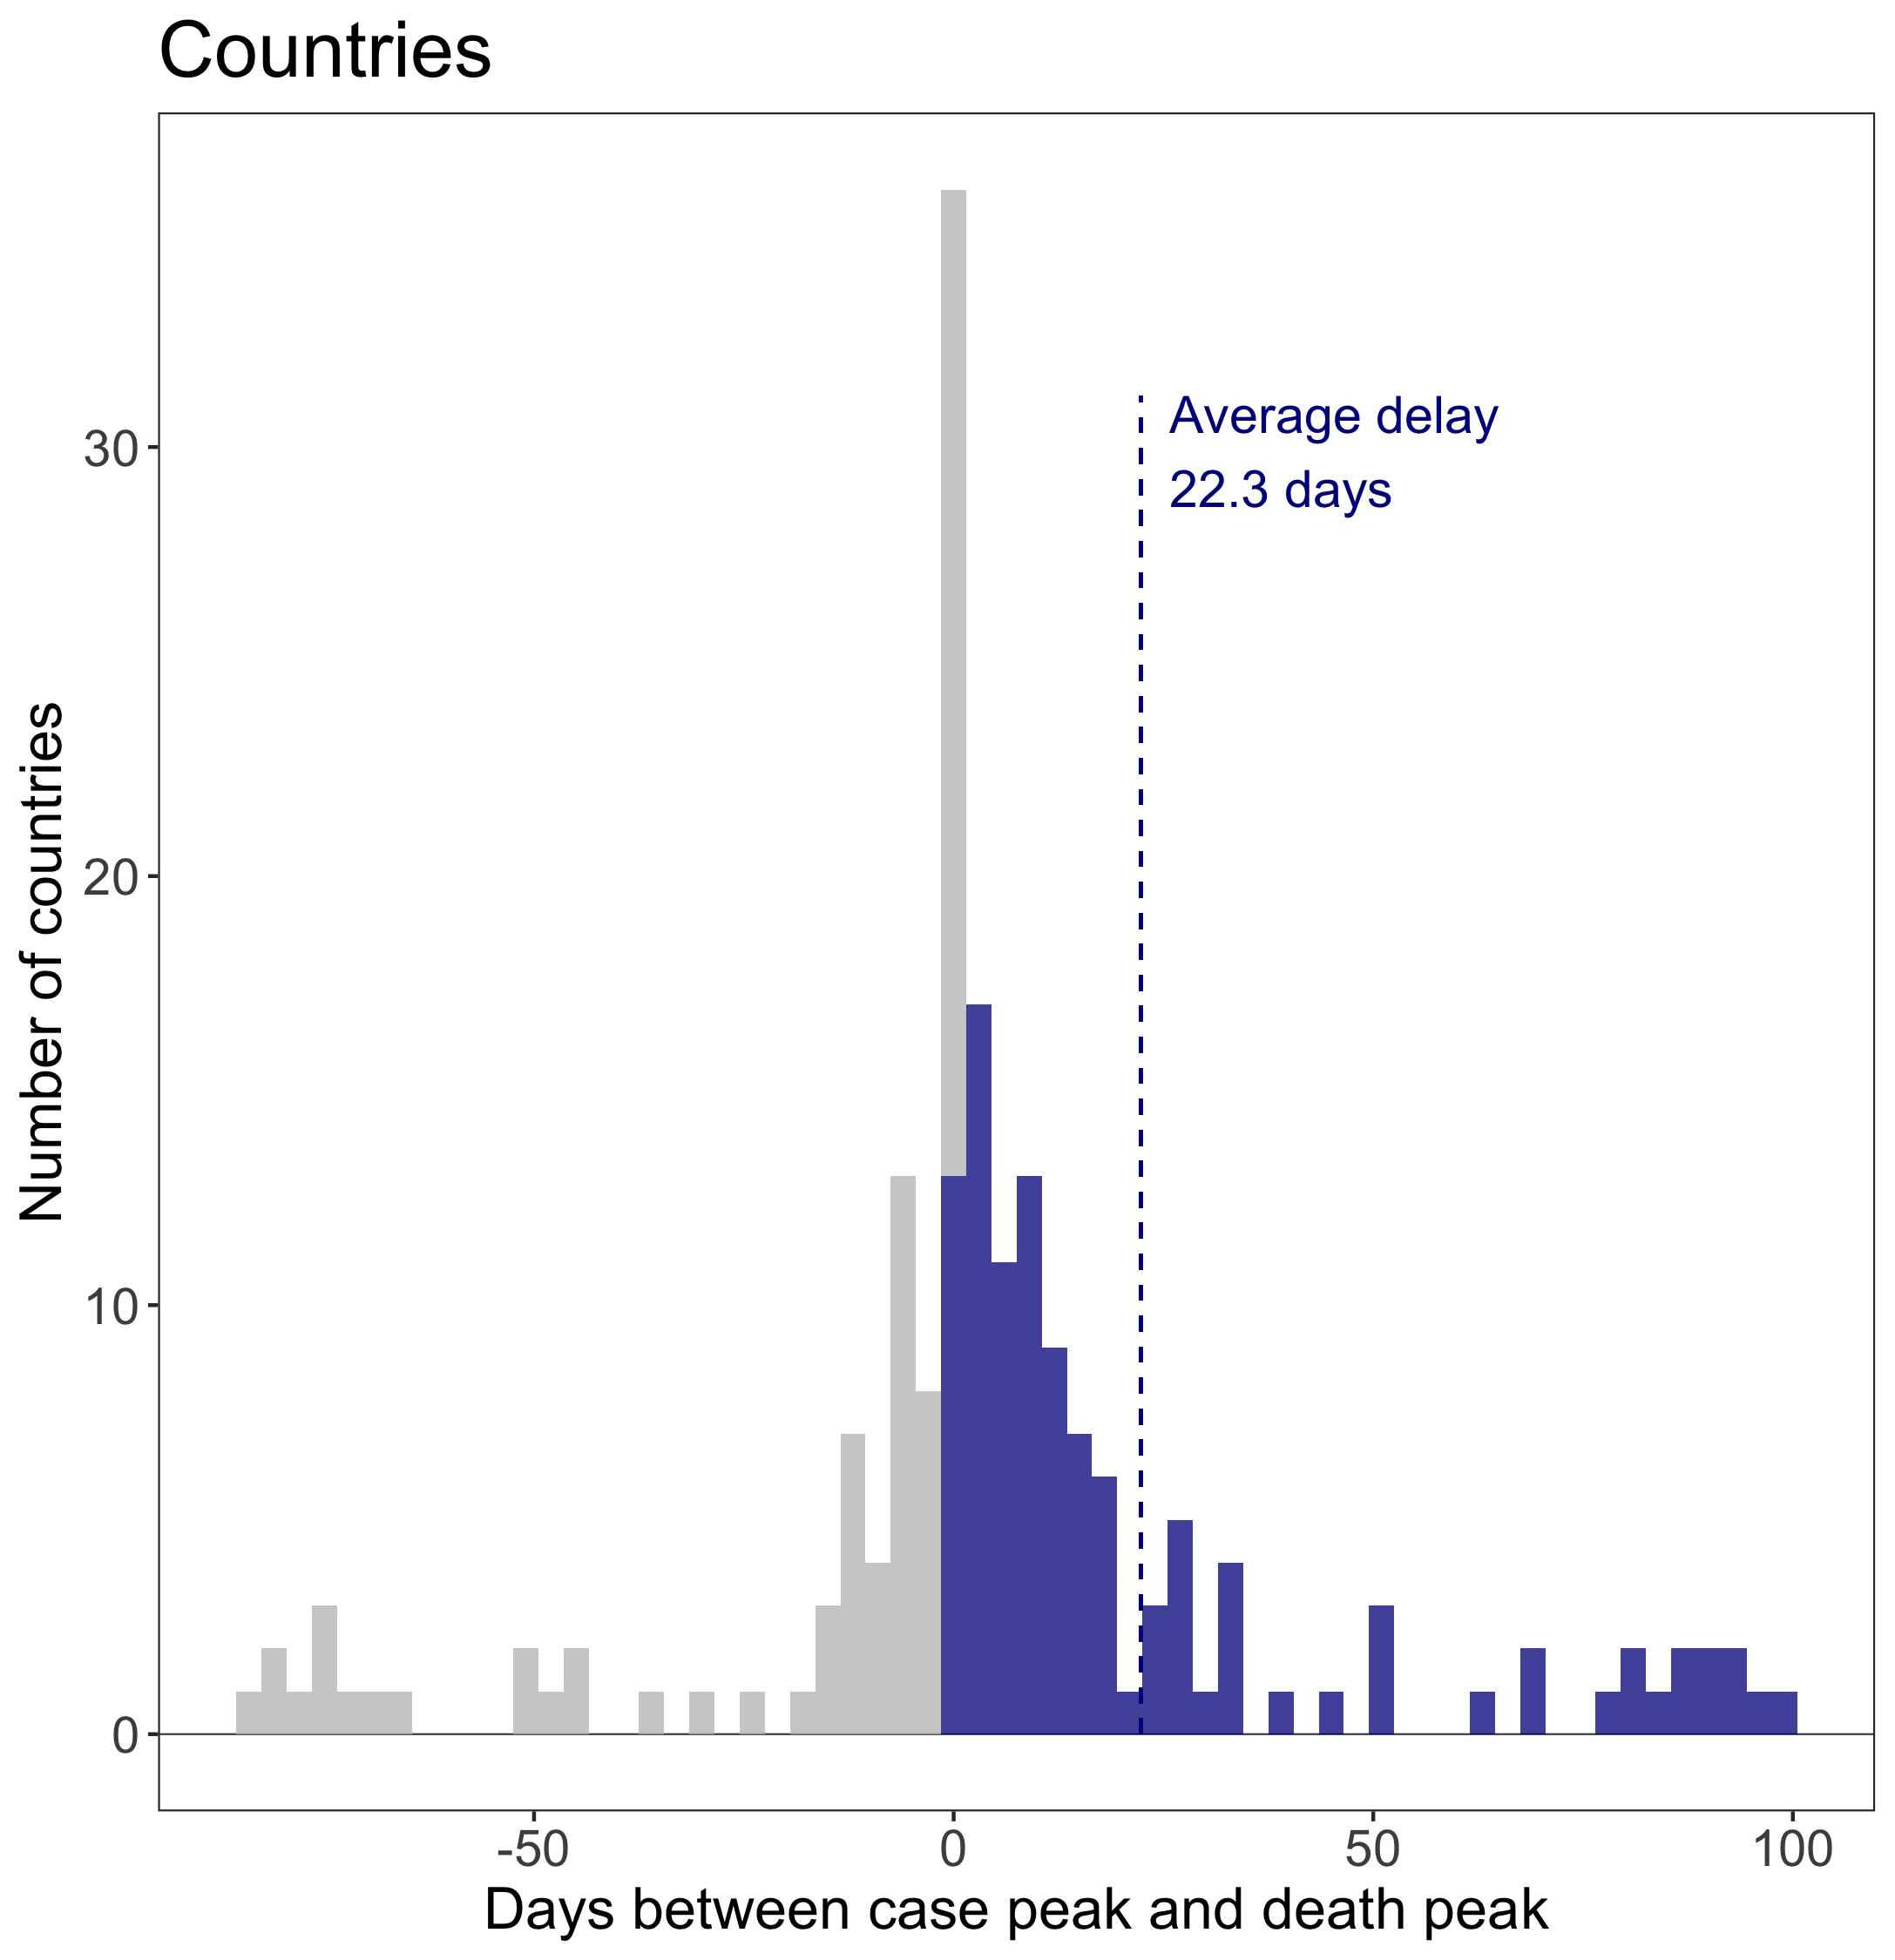 Countries
Number of countries
30
20
10
0
Average delay
22.3 days
-50
0
50
100
Days between case peak and death peak